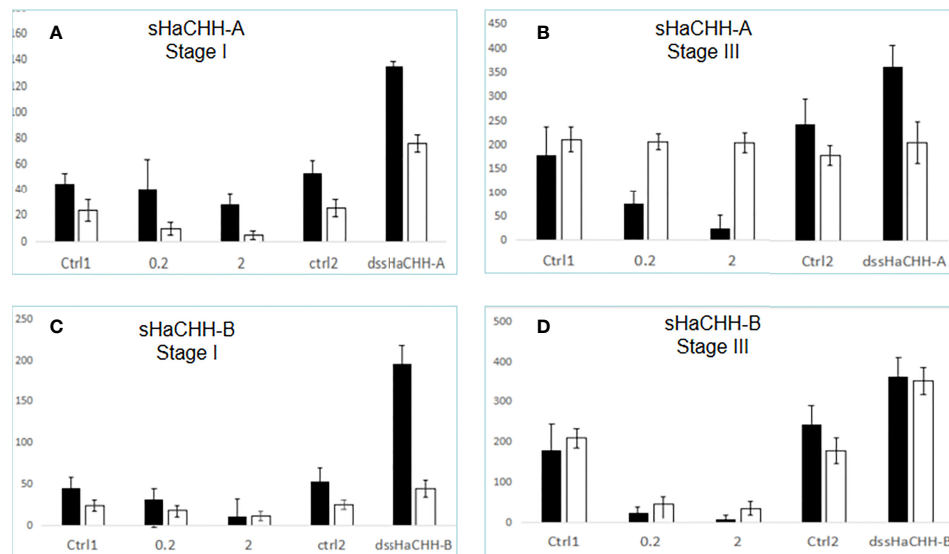 A
sHaCHH-A
Stage I
160
140
120
100
80
60
40
20
0
Ctrl1 0.2 2 ctrl2 dssHaCHH-A
B
sHaCHH-A
Stage III
450
400
350
300
250
200
150
100
50
0
Ctrl1 0.2 2 Ctrl2 dssHaCHH-A
C
sHaCHH-B
Stage I
250
200
150
100
50
0
Ctrl1 0.2 2 ctrl2 dssHaCHH-B
D
sHaCHH-B
Stage III
500
400
300
200
100
0
Ctrl1 0.2 2 Ctrl2 dssHaCHH-B